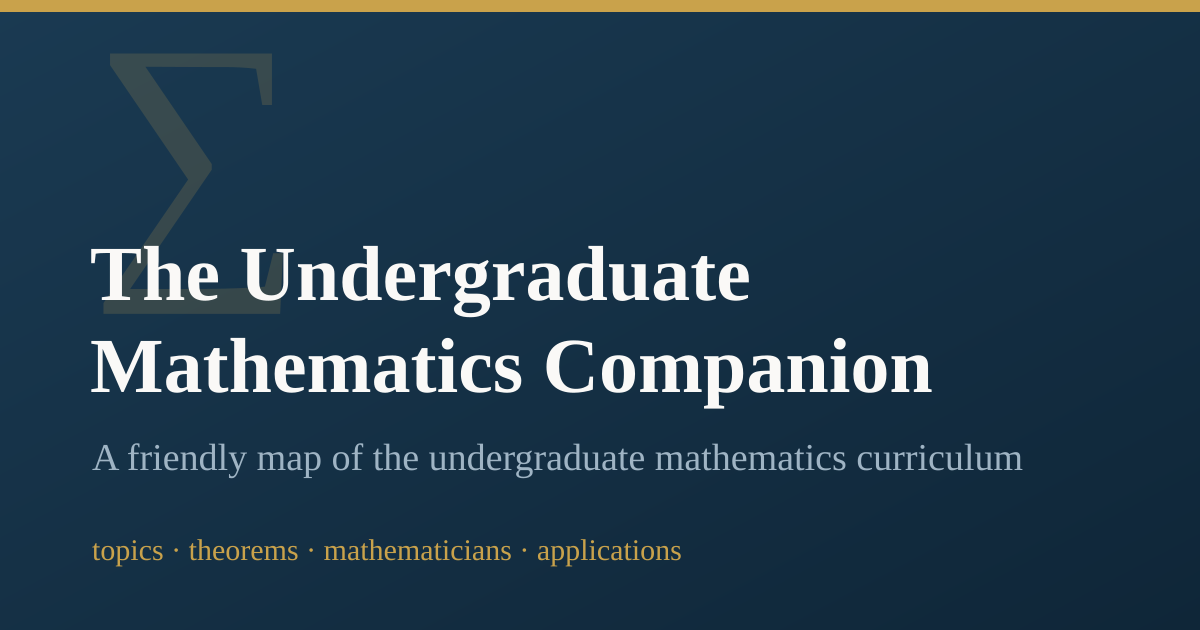 Σ
The Undergraduate
Mathematics Companion
A friendly map of the undergraduate mathematics curriculum
topics · theorems · mathematicians · applications